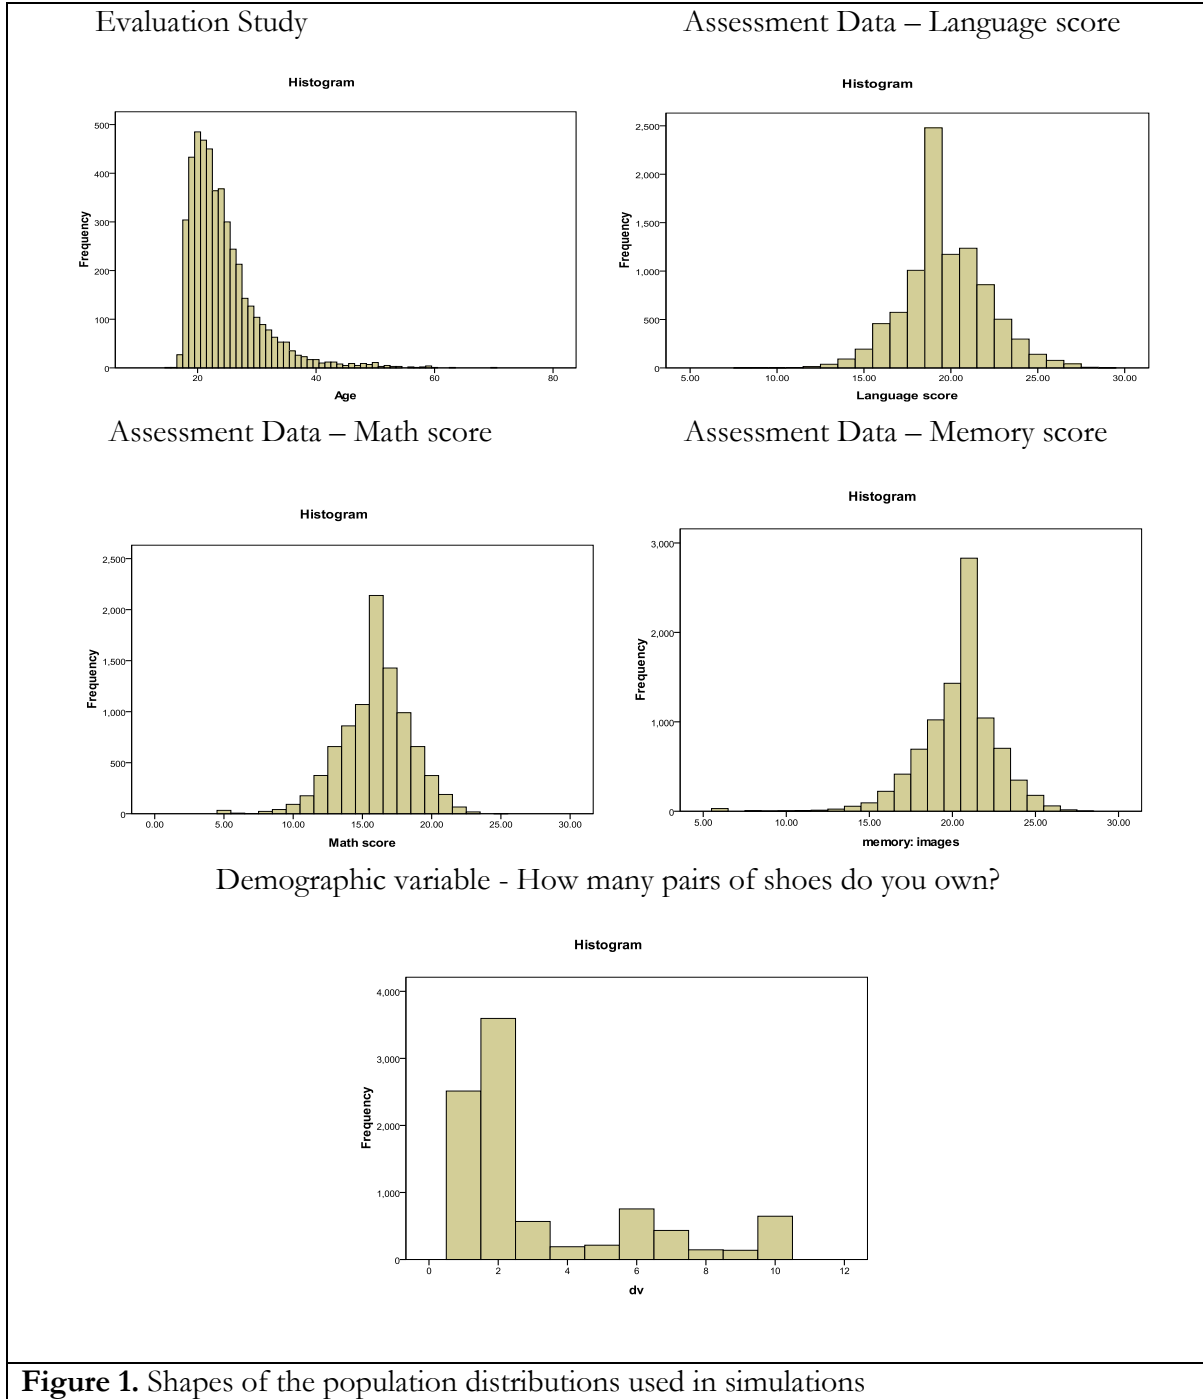 Evaluation Study
Assessment Data – Language score
Histogram
500
400
300
200
100
0
Frequency
20 40 60 80
Age
Histogram
2,500
2,000
1,500
1,000
500
0
Frequency
5.00 10.00 15.00 20.00 25.00 30.00
Language score
Assessment Data – Math score
Assessment Data – Memory score
Histogram
2,500
2,000
1,500
1,000
500
0
Frequency
0.00 5.00 10.00 15.00 20.00 25.00 30.00
Math score
Histogram
3,000
2,000
1,000
0
Frequency
5.00 10.00 15.00 20.00 25.00 30.00
memory: images
Demographic variable - How many pairs of shoes do you own?
Histogram
4,000
3,000
2,000
1,000
0
Frequency
0 2 4 6 8 10 12
dv
Figure 1. Shapes of the population distributions used in simulations